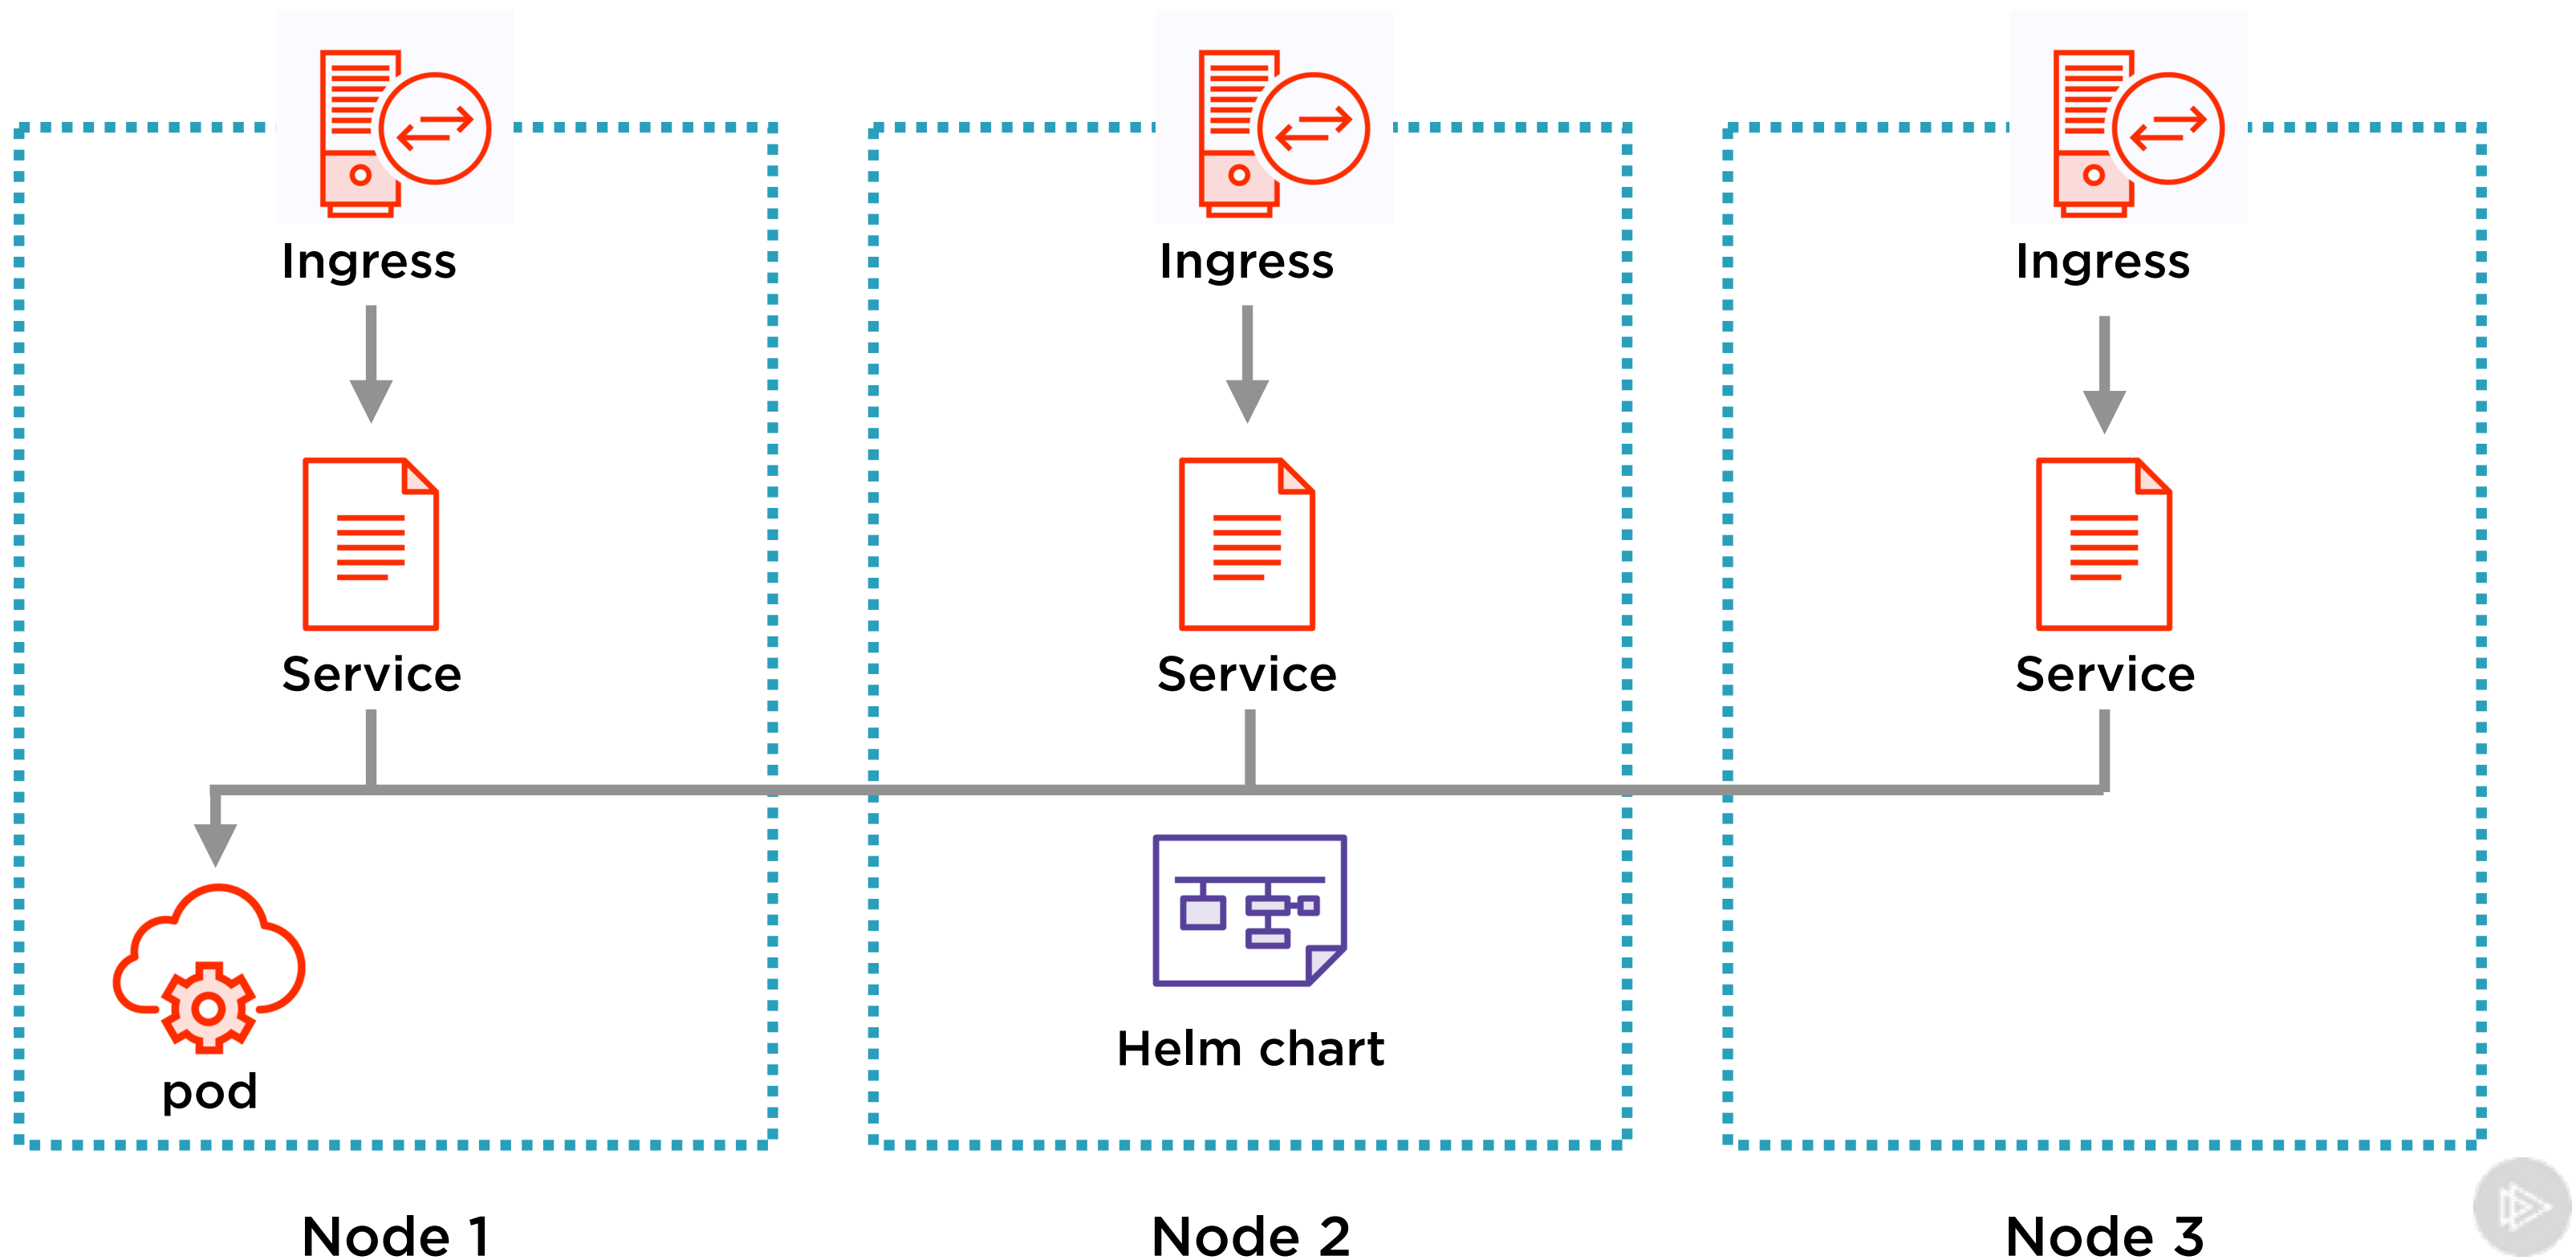 Ingress
Ingress
Ingress
Service
Service
Service
Helm chart
pod
Node 1
Node 2
Node 3